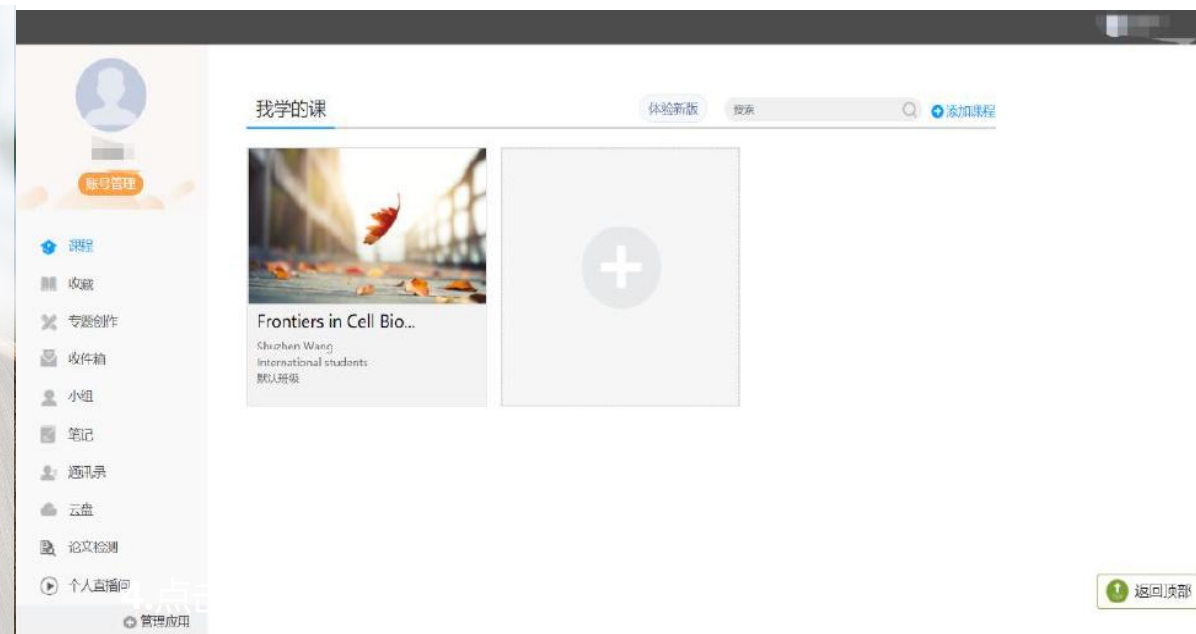 我学的课
体验新版
搜索
添加课程
账号管理
课程
收藏
专题创作
收件箱
小组
笔记
通讯录
云盘
论文检测
个人直播间
管理应用
Frontiers in Cell Bio...
Shuzhen Wang
International students
默认班级
4.点击
返回顶部